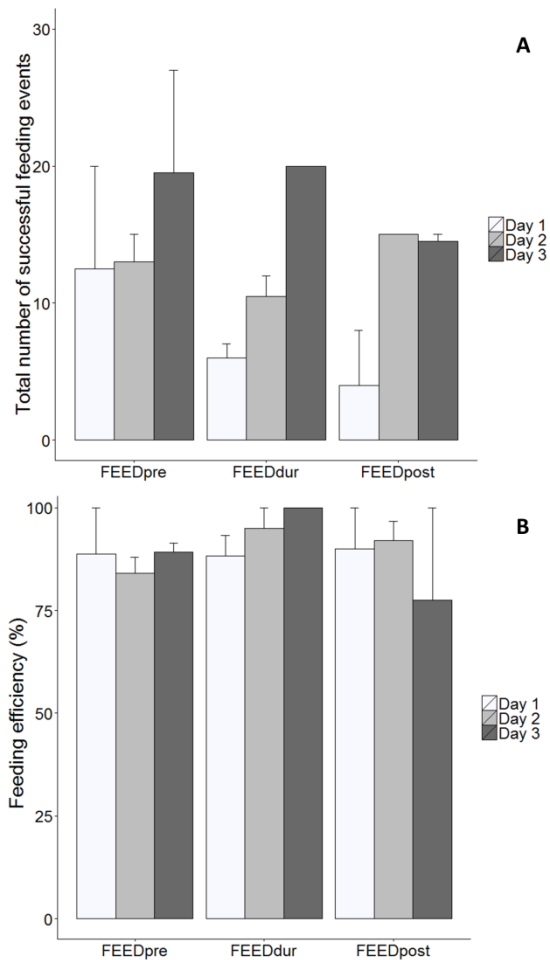 A
Total number of successful feeding events
30
20
10
0
Day 1
Day 2
Day 3
FEEDpre FEEDdur FEEDpost
B
Feeding efficiency (%)
100
75
50
25
0
Day 1
Day 2
Day 3
FEEDpre FEEDdur FEEDpost